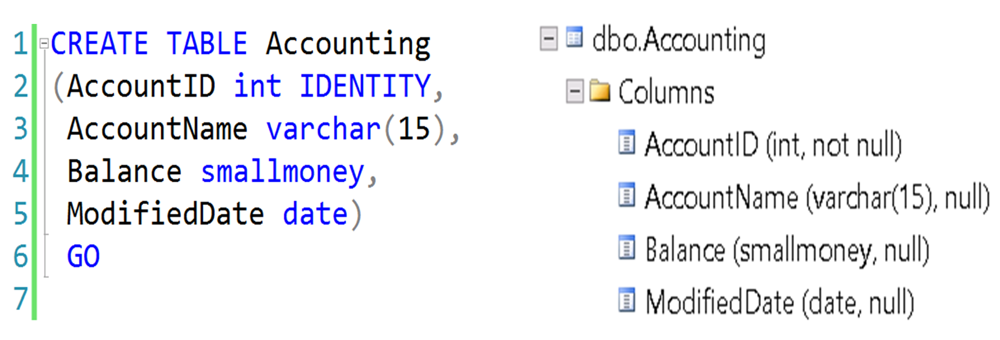 1 CREATE TABLE Accounting
2 (AccountID int IDENTITY,
3 AccountName varchar(15),
4 Balance smallmoney,
5 ModifiedDate date)
6 GO
7
dbo.Accounting
Columns
AccountID (int, not null)
AccountName (varchar(15), null)
Balance (smallmoney, null)
ModifiedDate (date, null)